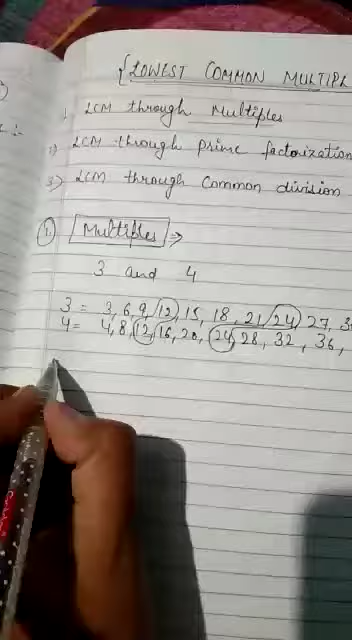 {LOWEST COMMON MULTIPL
1. LCM through Multiples
2) LCM through Prime factorization
3) LCM through Common division
1. Multiples ⇒
3 and 4
3 = 3, 6, 9, 12, 15, 18, 21, 24, 27, 3
4 = 4, 8, 12, 16, 20, 24, 28, 32, 36,